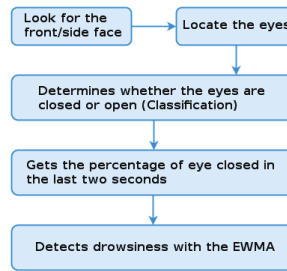 Look for the
front/side face
Locate the eyes
Determines whether the eyes are
closed or open (Classification)
Gets the percentage of eye closed in
the last two seconds
Detects drowsiness with the EWMA